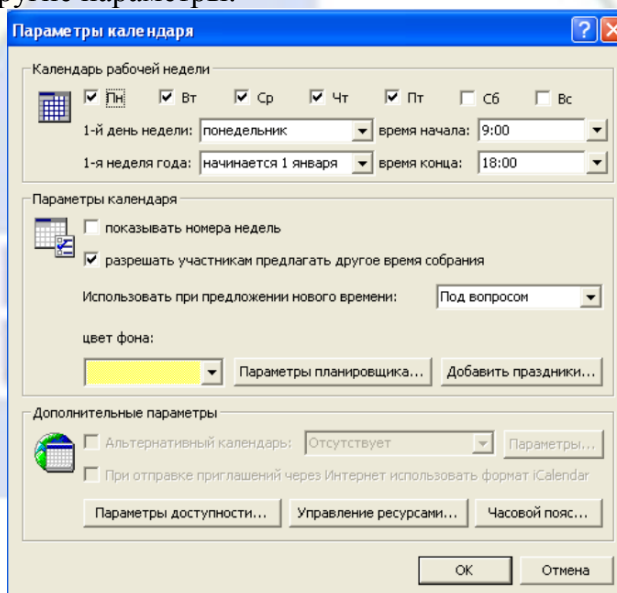 другие параметры.
Параметры календаря
Календарь рабочей недели
Пн Вт Ср Чт Пт Сб Вс
1-й день недели: понедельник время начала: 9:00
1-я неделя года: начинается 1 января время конца: 18:00
Параметры календаря
показывать номера недель
разрешать участникам предлагать другое время собрания
Использовать при предложении нового времени: Под вопросом
цвет фона:
Параметры планировщика... Добавить праздники...
Дополнительные параметры
Альтернативный календарь: Отсутствует Параметры...
При отправке приглашений через Интернет использовать формат iCalendar
Параметры доступности... Управление ресурсами... Часовой пояс...
ОК Отмена